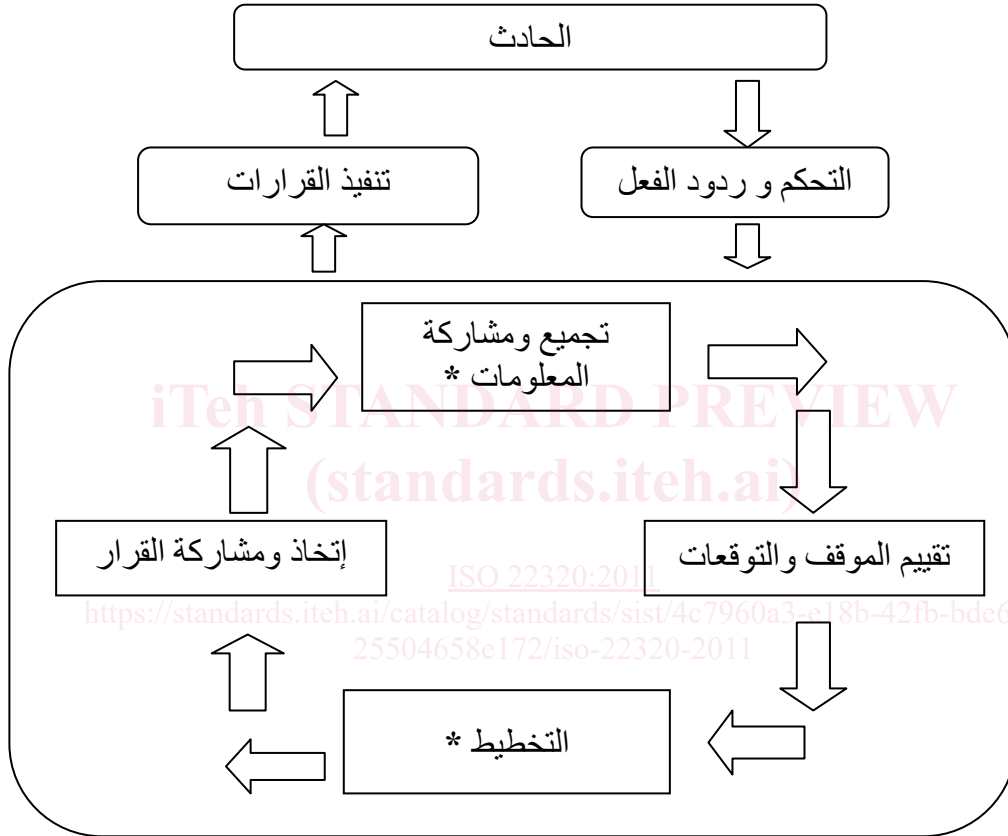 الحادث
التحكم و ردود الفعل
تنفيذ القرارات
تجميع ومشاركة
المعلومات *
iTeh STANDARD PREVIEW
(standards.iteh.ai)
تقييم الموقف والتوقعات
إتخاذ ومشاركة القرار
ISO 22320:2011
https://standards.iteh.ai/catalog/standards/sist/4c7960a3-e18b-42fb-bde6
25504658e172/iso-22320-2011
التخطيط *